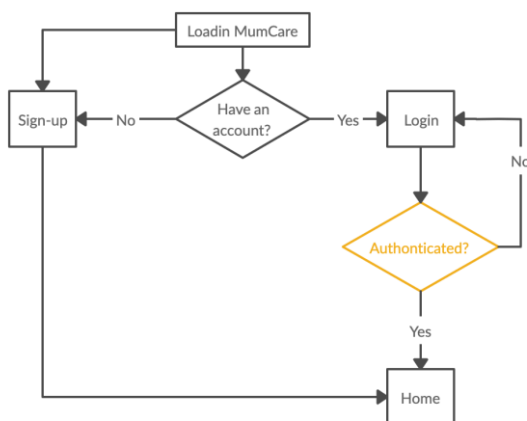 Loadin MumCare
Have an
account?
Sign-up
No
Yes
Login
No
Authonticated?
Yes
Home